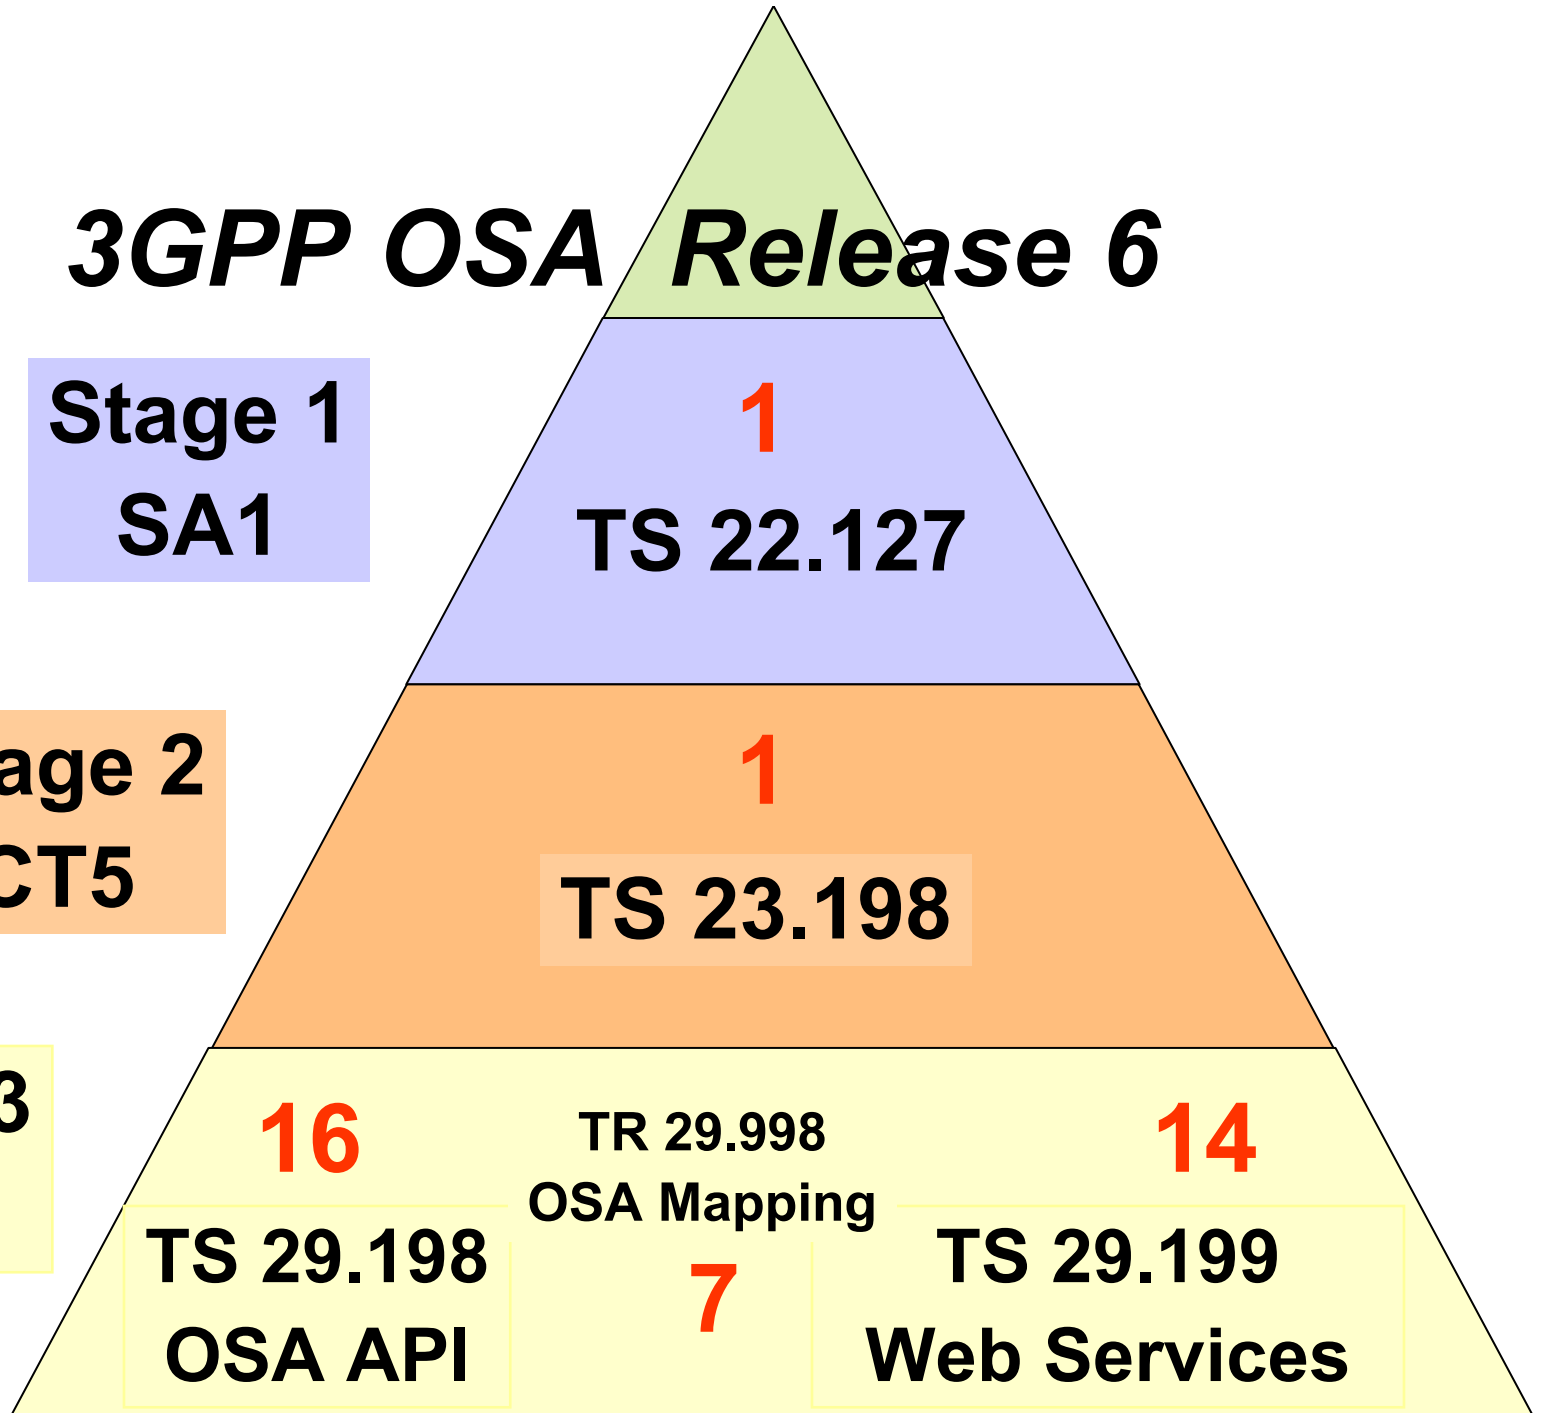 3GPP OSA Release 6
Stage 1
SA1
1
TS 22.127
age 2
CT5
1
TS 23.198
3
16
TR 29.998
OSA Mapping
14
TS 29.198
OSA API
7
TS 29.199
Web Services